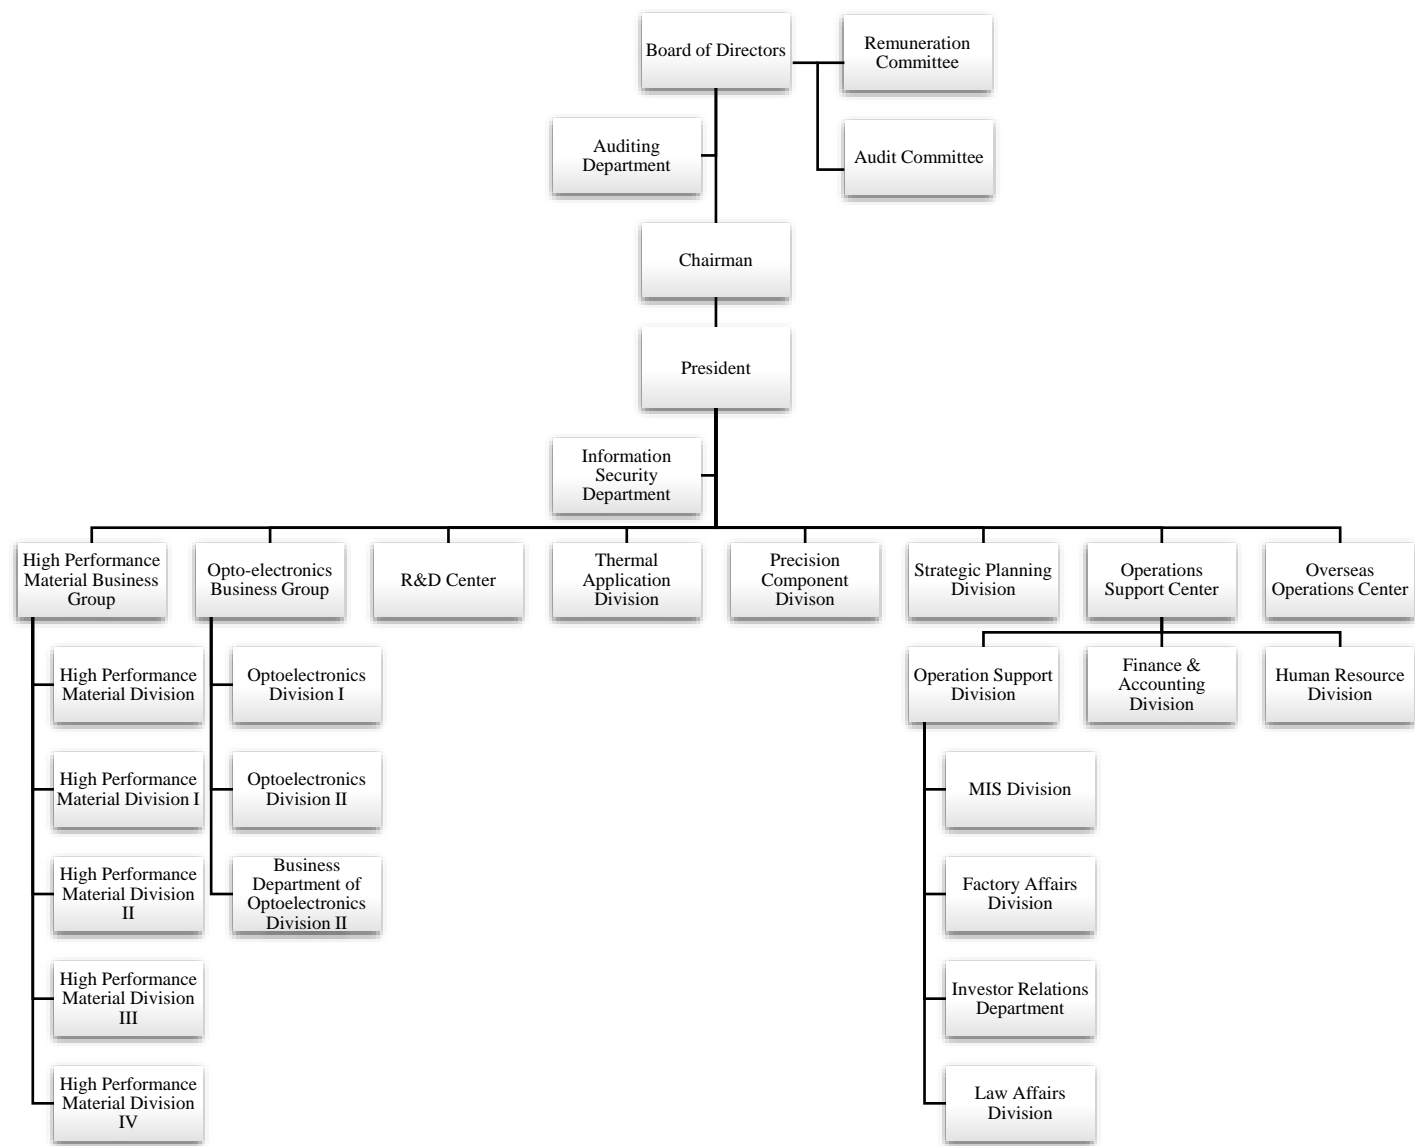 Board of Directors
Remuneration
Committee
Auditing
Department
Audit Committee
Chairman
President
Information
Security
Department
High Performance
Material Business
Group
Opto-electronics
Business Group
R&D Center
Thermal
Application
Division
Precision
Component
Divison
Strategic Planning
Division
Operations
Support Center
Overseas
Operations Center
High Performance
Material Division
High Performance
Material Division I
High Performance
Material Division
II
High Performance
Material Division
III
High Performance
Material Division
IV
Optoelectronics
Division I
Optoelectronics
Division II
Business
Department of
Optoelectronics
Division II
Operation Support
Division
Finance &
Accounting
Division
Human Resource
Division
MIS Division
Factory Affairs
Division
Investor Relations
Department
Law Affairs
Division